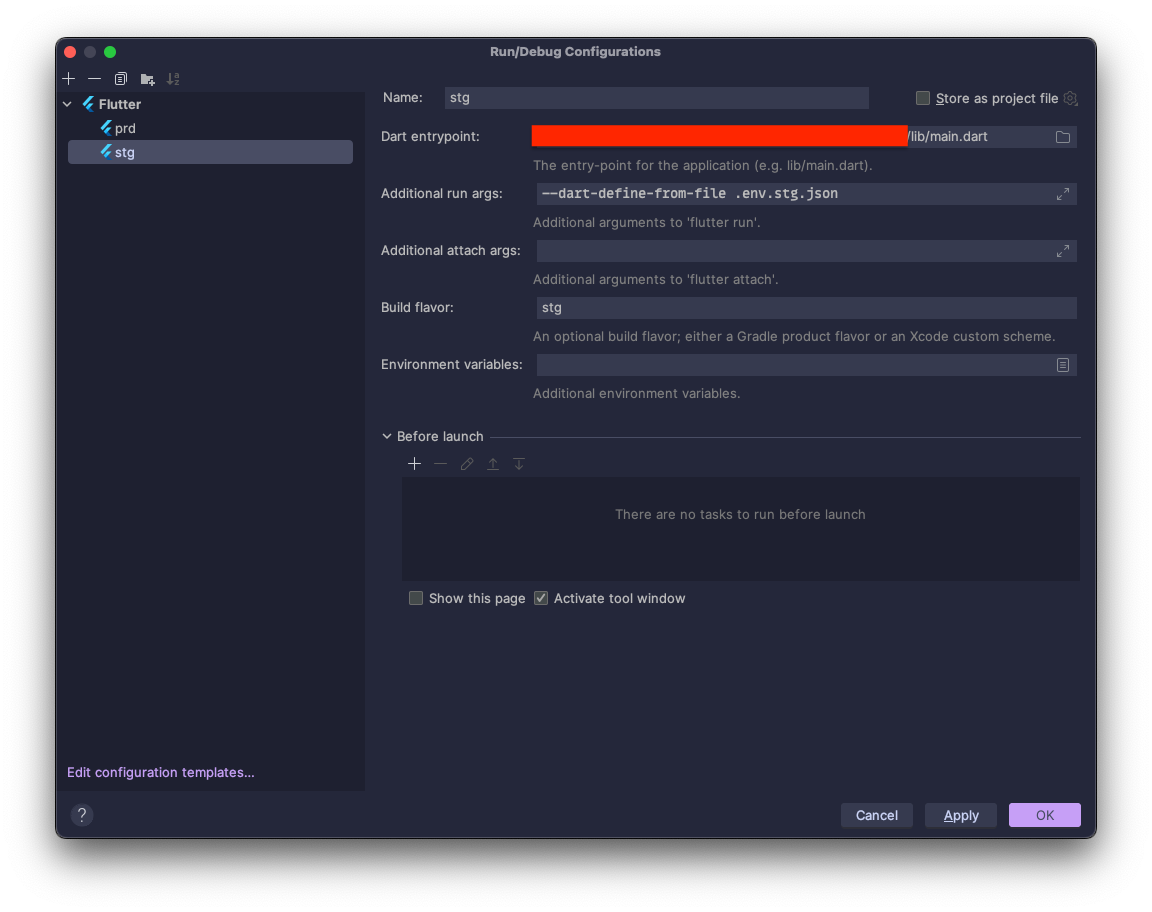 Run/Debug Configurations
Flutter
prd
stg
Edit configuration templates...
Name: stg
Store as project file
Dart entrypoint: /lib/main.dart
The entry-point for the application (e.g. lib/main.dart).
Additional run args: --dart-define-from-file .env.stg.json
Additional arguments to 'flutter run'.
Additional attach args:
Additional arguments to 'flutter attach'.
Build flavor: stg
An optional build flavor; either a Gradle product flavor or an Xcode custom scheme.
Environment variables:
Additional environment variables.
Before launch
There are no tasks to run before launch
Show this page Activate tool window
? Cancel Apply OK